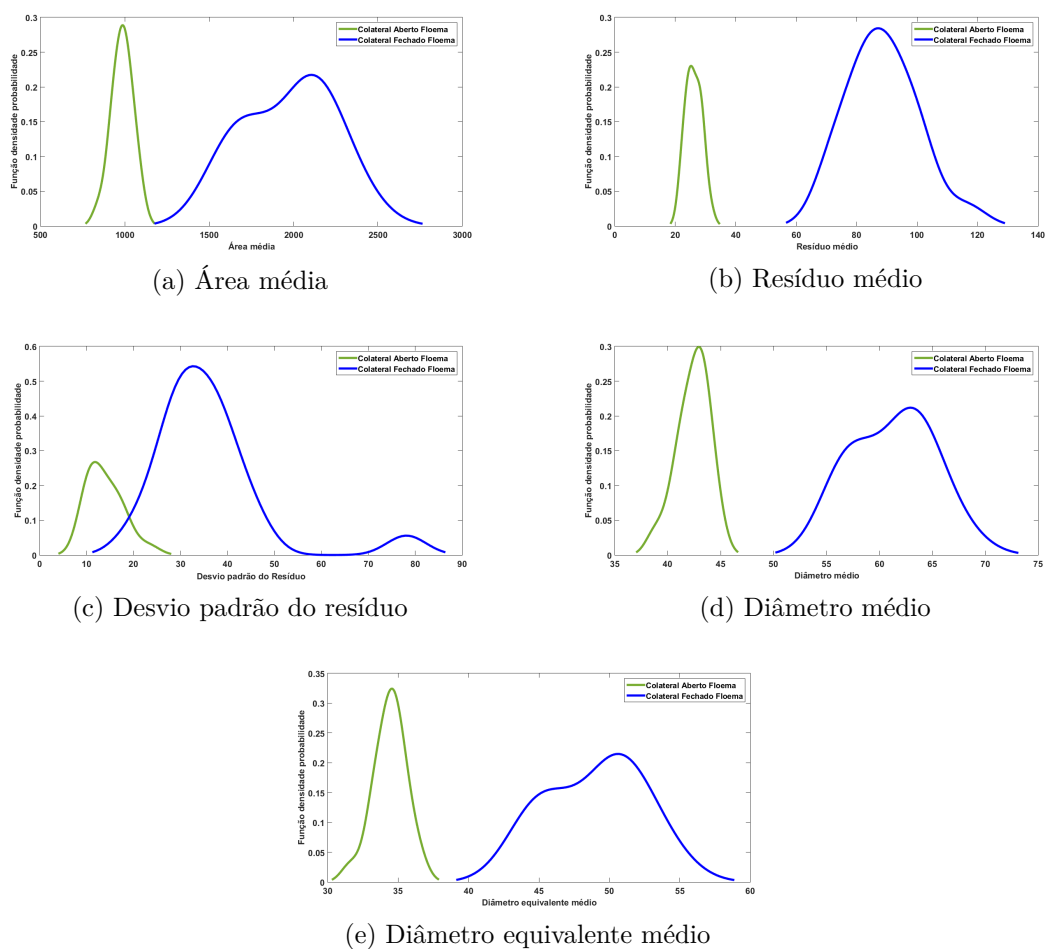 0.3
0.25
0.2
0.15
0.1
0.05
0
Função densidade probabilidade
Colateral Aberto Floema
Colateral Fechado Floema
500 1000 1500 2000 2500 3000
Área média
(a) Área média
0.3
0.25
0.2
0.15
0.1
0.05
0
Função densidade probabilidade
Colateral Aberto Floema
Colateral Fechado Floema
0 20 40 60 80 100 120 140
Resíduo médio
(b) Resíduo médio
0.6
0.5
0.4
0.3
0.2
0.1
0
Função densidade probabilidade
Colateral Aberto Floema
Colateral Fechado Floema
0 10 20 30 40 50 60 70 80 90
Desvio padrão do Resíduo
(c) Desvio padrão do resíduo
0.3
0.25
0.2
0.15
0.1
0.05
0
Função densidade probabilidade
Colateral Aberto Floema
Colateral Fechado Floema
35 40 45 50 55 60 65 70 75
Diâmetro médio
(d) Diâmetro médio
0.35
0.3
0.25
0.2
0.15
0.1
0.05
0
Função densidade probabilidade
Colateral Aberto Floema
Colateral Fechado Floema
30 35 40 45 50 55 60
Diâmetro equivalente médio
(e) Diâmetro equivalente médio